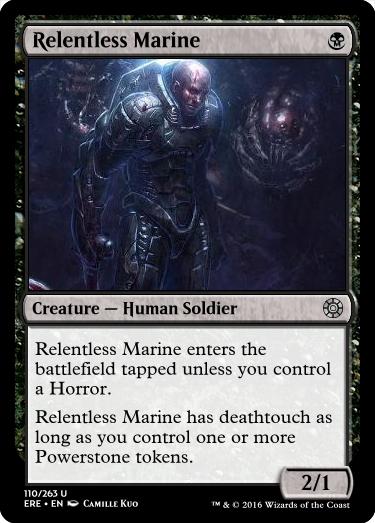 Relentless Marine
Creature — Human Soldier
Relentless Marine enters the
battlefield tapped unless you control
a Horror.
Relentless Marine has deathtouch as
long as you control one or more
Powerstone tokens.
2/1
110/263 U
ERE • EN Camille Kuo
™ & © 2016 Wizards of the Coast